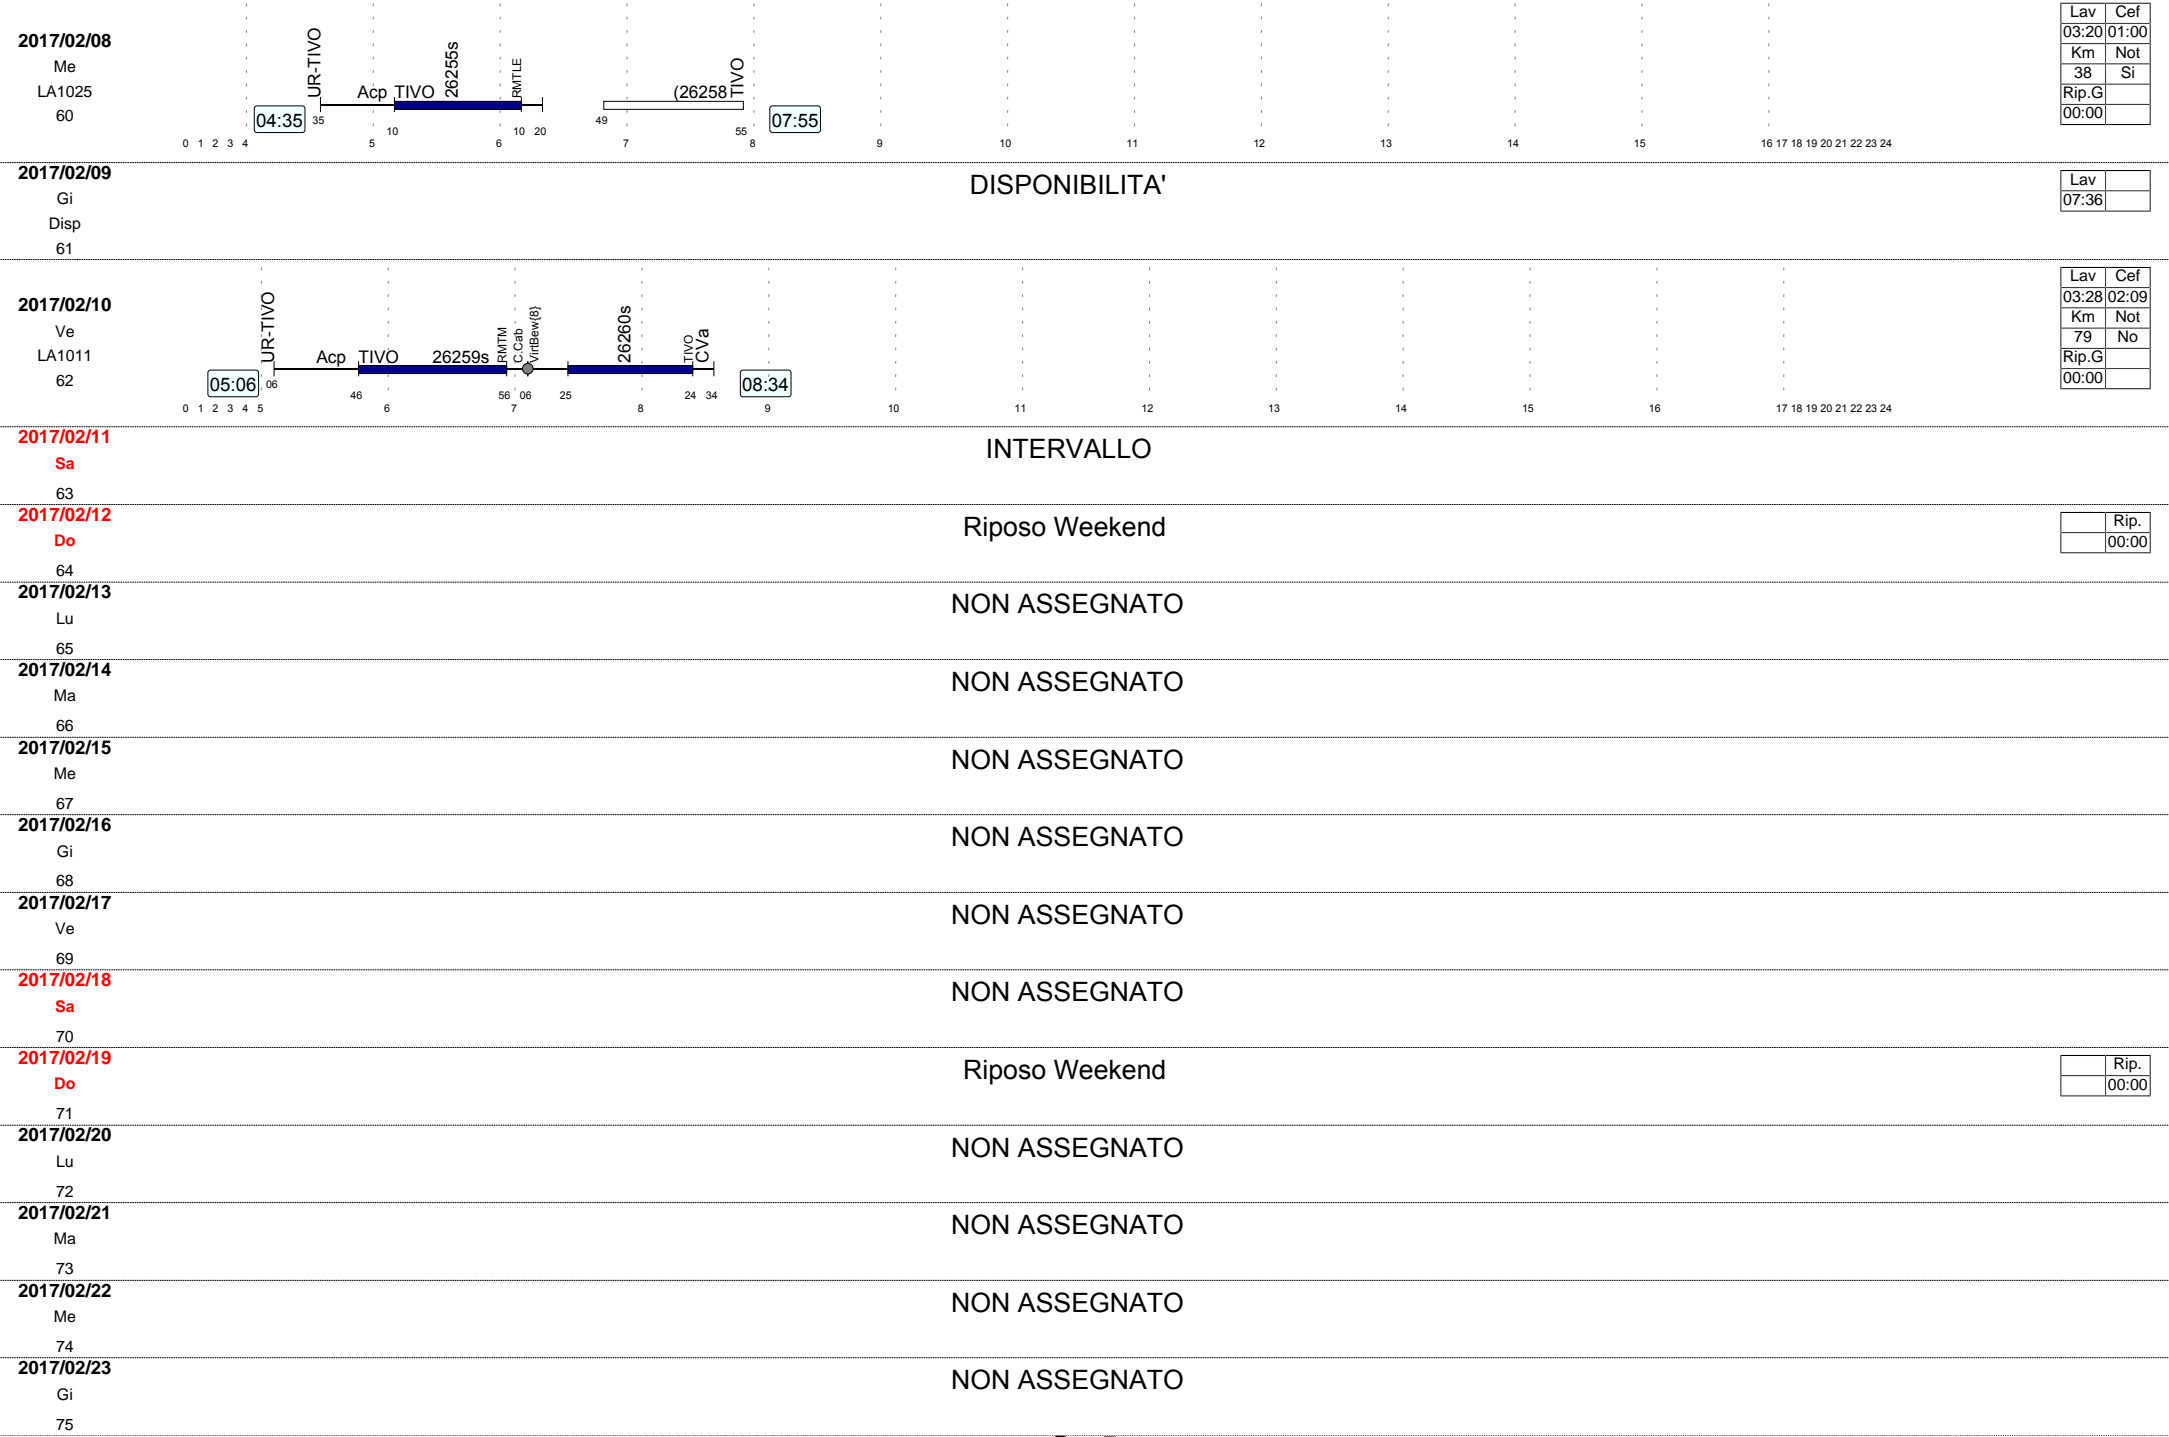 2017/02/08
Me
LA1025
60
04:35
UR-TIVO
Acp TIVO 26255s RMTLE
(26258 TIVO
07:55
35 10 10 20 49 55
0 1 2 3 4 5 6 7 8 9 10 11 12 13 14 15 16 17 18 19 20 21 22 23 24
Lav Cef
03:20 01:00
Km Not
38 Si
Rip.G
00:00
2017/02/09
Gi
Disp
61
DISPONIBILITA'
Lav
07:36
2017/02/10
Ve
LA1011
62
05:06
UR-TIVO
Acp TIVO 26259s RMTM C.Cab VirtBew{8} 26260s TIVO CVa
08:34
06 46 56 06 25 24 34
0 1 2 3 4 5 6 7 8 9 10 11 12 13 14 15 16 17 18 19 20 21 22 23 24
Lav Cef
03:28 02:09
Km Not
79 No
Rip.G
00:00
2017/02/11
Sa
63
INTERVALLO
2017/02/12
Do
64
Riposo Weekend
Rip.
00:00
2017/02/13
Lu
65
NON ASSEGNATO
2017/02/14
Ma
66
NON ASSEGNATO
2017/02/15
Me
67
NON ASSEGNATO
2017/02/16
Gi
68
NON ASSEGNATO
2017/02/17
Ve
69
NON ASSEGNATO
2017/02/18
Sa
70
NON ASSEGNATO
2017/02/19
Do
71
Riposo Weekend
Rip.
00:00
2017/02/20
Lu
72
NON ASSEGNATO
2017/02/21
Ma
73
NON ASSEGNATO
2017/02/22
Me
74
NON ASSEGNATO
2017/02/23
Gi
75
NON ASSEGNATO